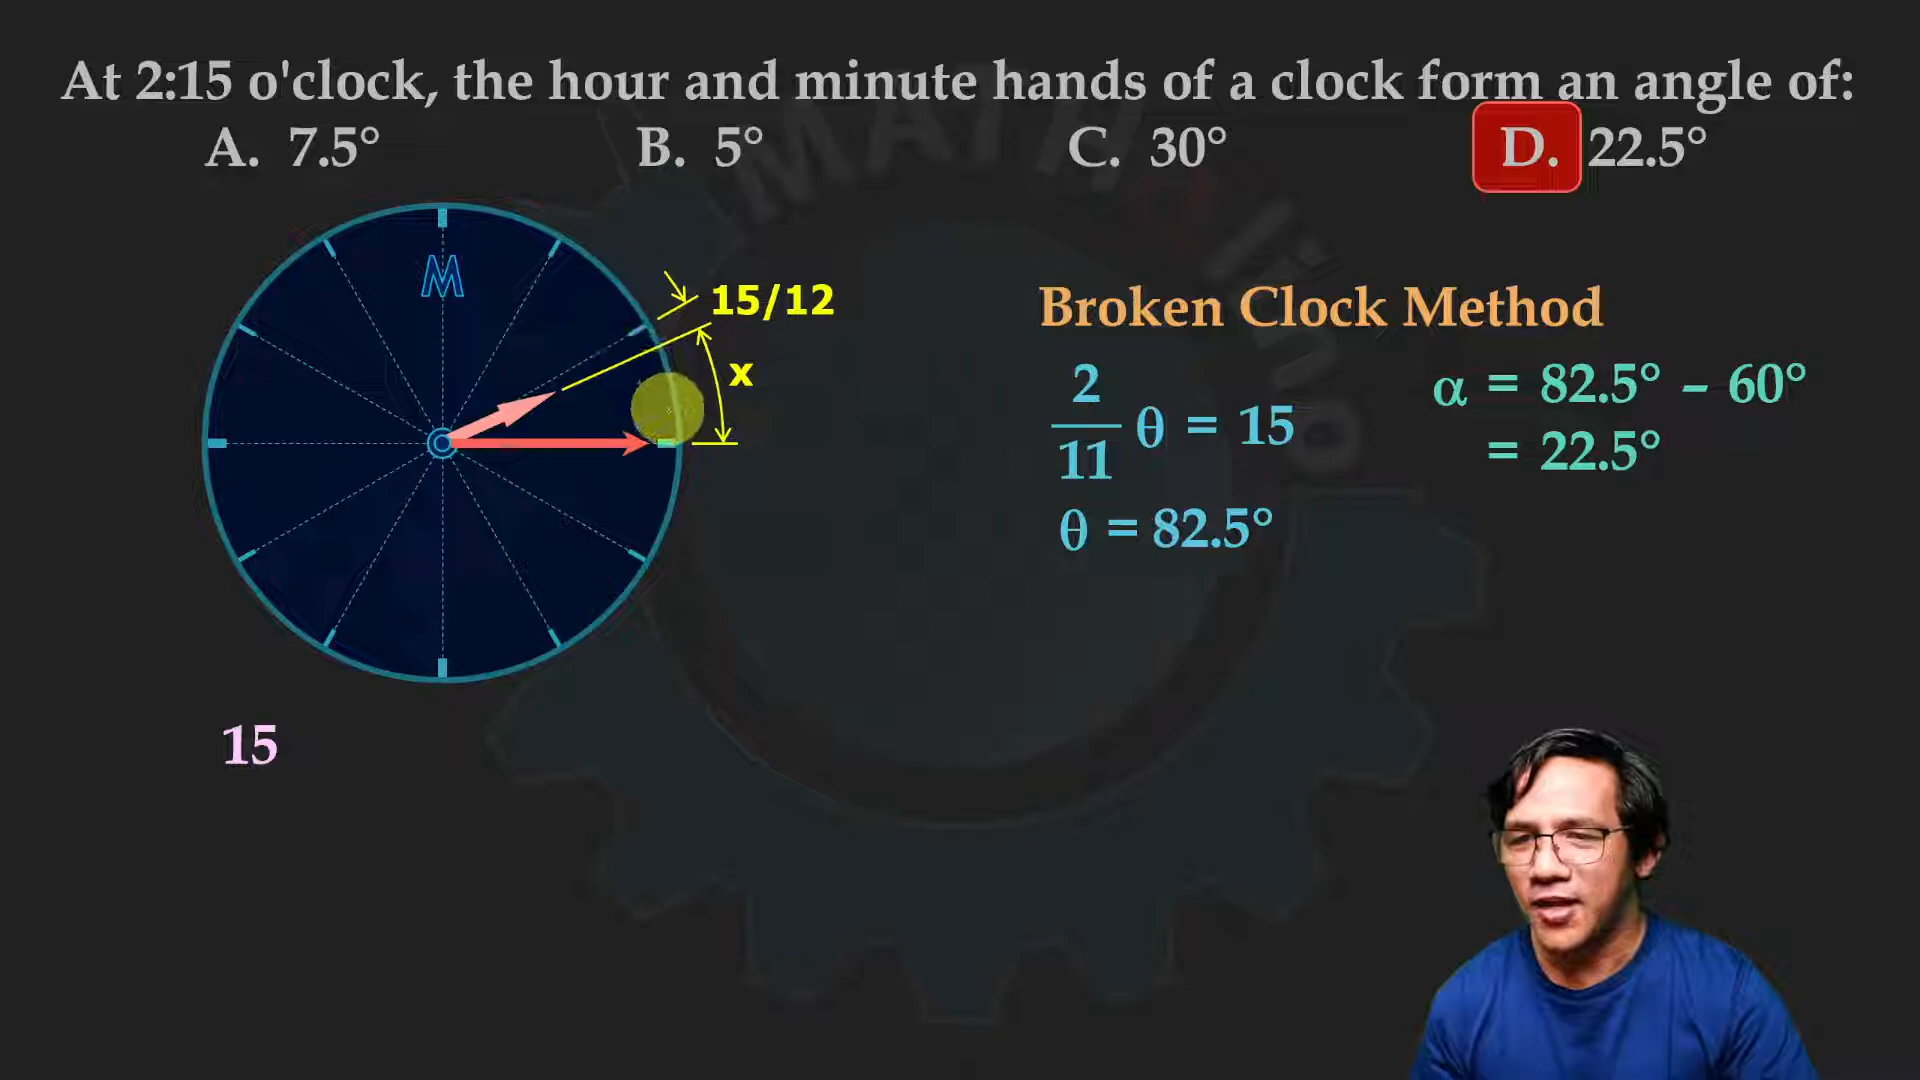 At 2:15 o'clock, the hour and minute hands of a clock form an angle of:
A. 7.5° B. 5° C. 30° D. 22.5°
M
15/12
x
15
Broken Clock Method
2/11 θ = 15
θ = 82.5°
α = 82.5° – 60°
= 22.5°
MATH